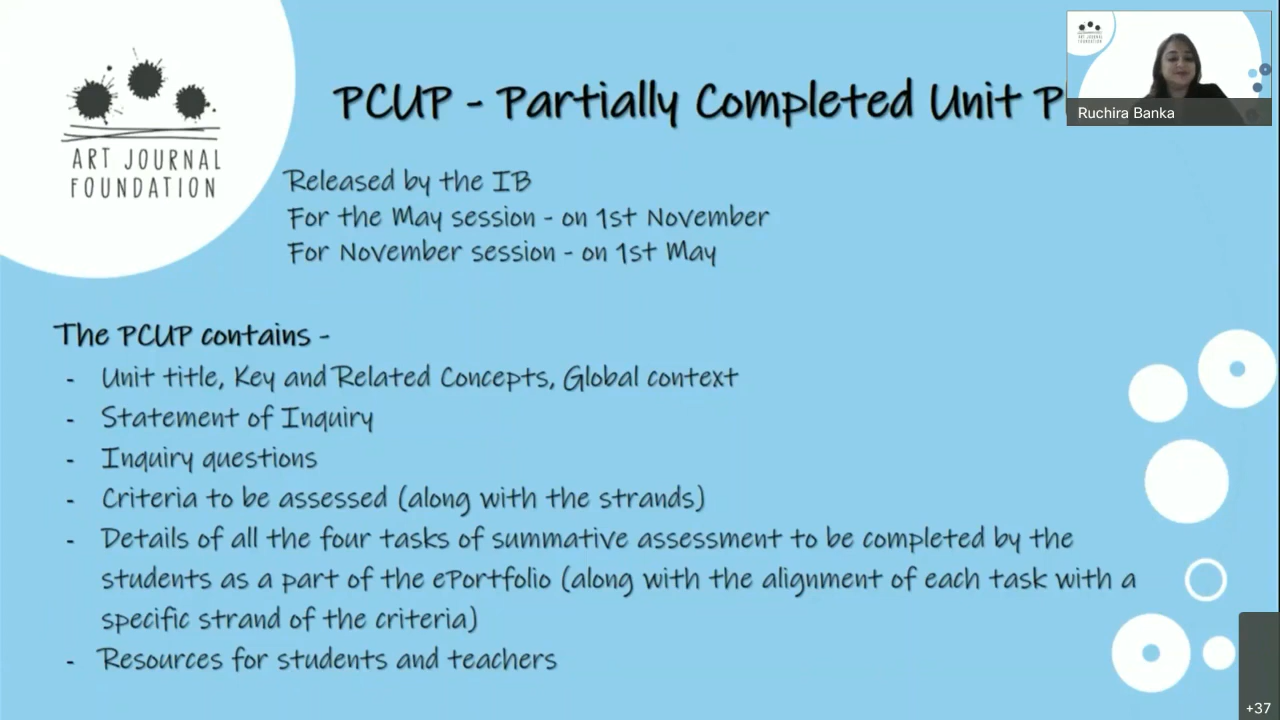 ART JOURNAL
FOUNDATION
PCUP - Partially Completed Unit P
ART JOURNAL
FOUNDATION
Ruchira Banka
Released by the IB
For the May session - on 1st November
For November session - on 1st May
The PCUP contains -
- Unit title, Key and Related Concepts, Global context
- Statement of Inquiry
- Inquiry questions
- Criteria to be assessed (along with the strands)
- Details of all the four tasks of summative assessment to be completed by the
students as a part of the ePortfolio (along with the alignment of each task with a
specific strand of the criteria)
- Resources for students and teachers
+37